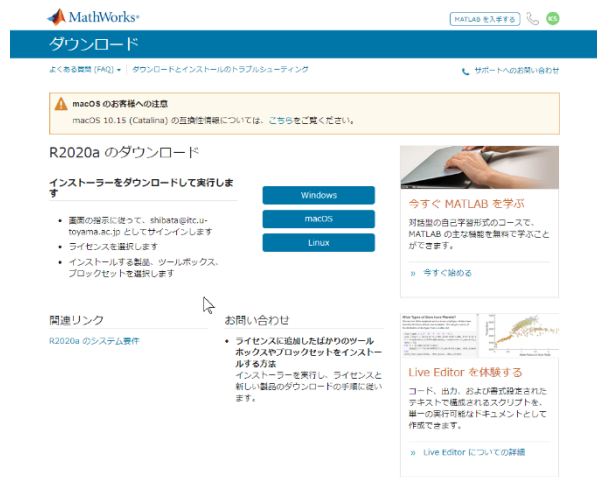 MathWorks®
MATLAB を入手する
KS
ダウンロード
よくある質問 (FAQ)
ダウンロードとインストールのトラブルシューティング
サポートへのお問い合わせ
macOS のお客様への注意
macOS 10.15 (Catalina) の互換性情報については、こちらをご覧ください。
R2020a のダウンロード
インストーラーをダウンロードして実行しま
す
• 画面の指示に従って、shibata@itc.u-
toyama.ac.jp としてサインインします
• ライセンスを選択します
• インストールする製品、ツールボックス、
ブロックセットを選択します
Windows
macOS
Linux
今すぐ MATLAB を学ぶ
対話型の自己学習形式のコースで、
MATLAB の主な機能を無料で学ぶこと
ができます。
» 今すぐ始める
関連リンク
R2020a のシステム要件
お問い合わせ
• ライセンスに追加したばかりのツール
ボックスやブロックセットをインストー
ルする方法
インストーラーを実行し、ライセンスと
新しい製品のダウンロードの手順に従い
ます。
Live Editor を体験する
コード、出力、および書式設定された
テキストで構成されるスクリプトを、
単一の実行可能なドキュメントとして
作成できます。
» Live Editor についての詳細